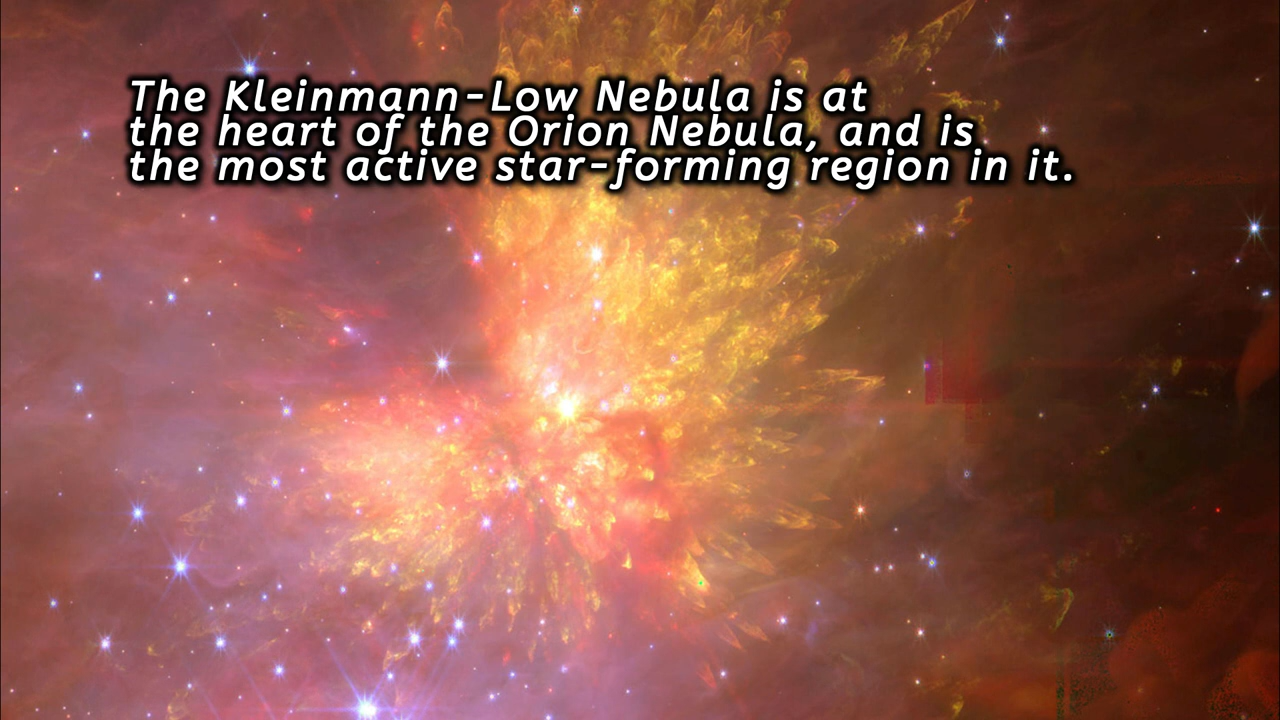 The Kleinmann-Low Nebula is at
the heart of the Orion Nebula, and is
the most active star-forming region in it.